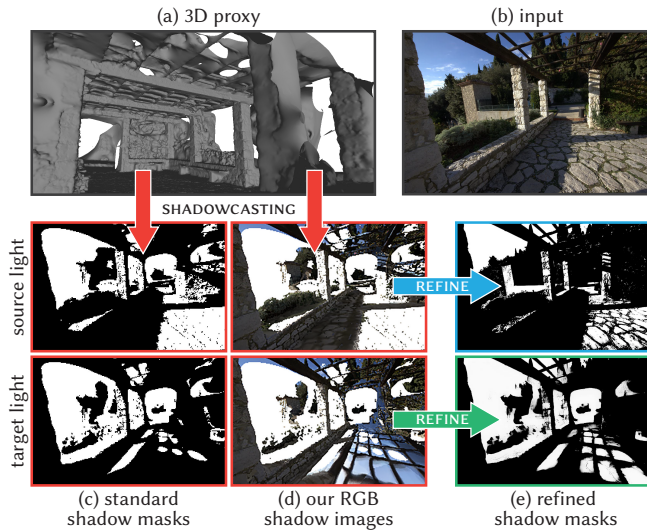 (a) 3D proxy
(b) input
SHADOWCASTING
source light
REFINE
target light
REFINE
(c) standard
shadow masks
(d) our RGB
shadow images
(e) refined
shadow masks